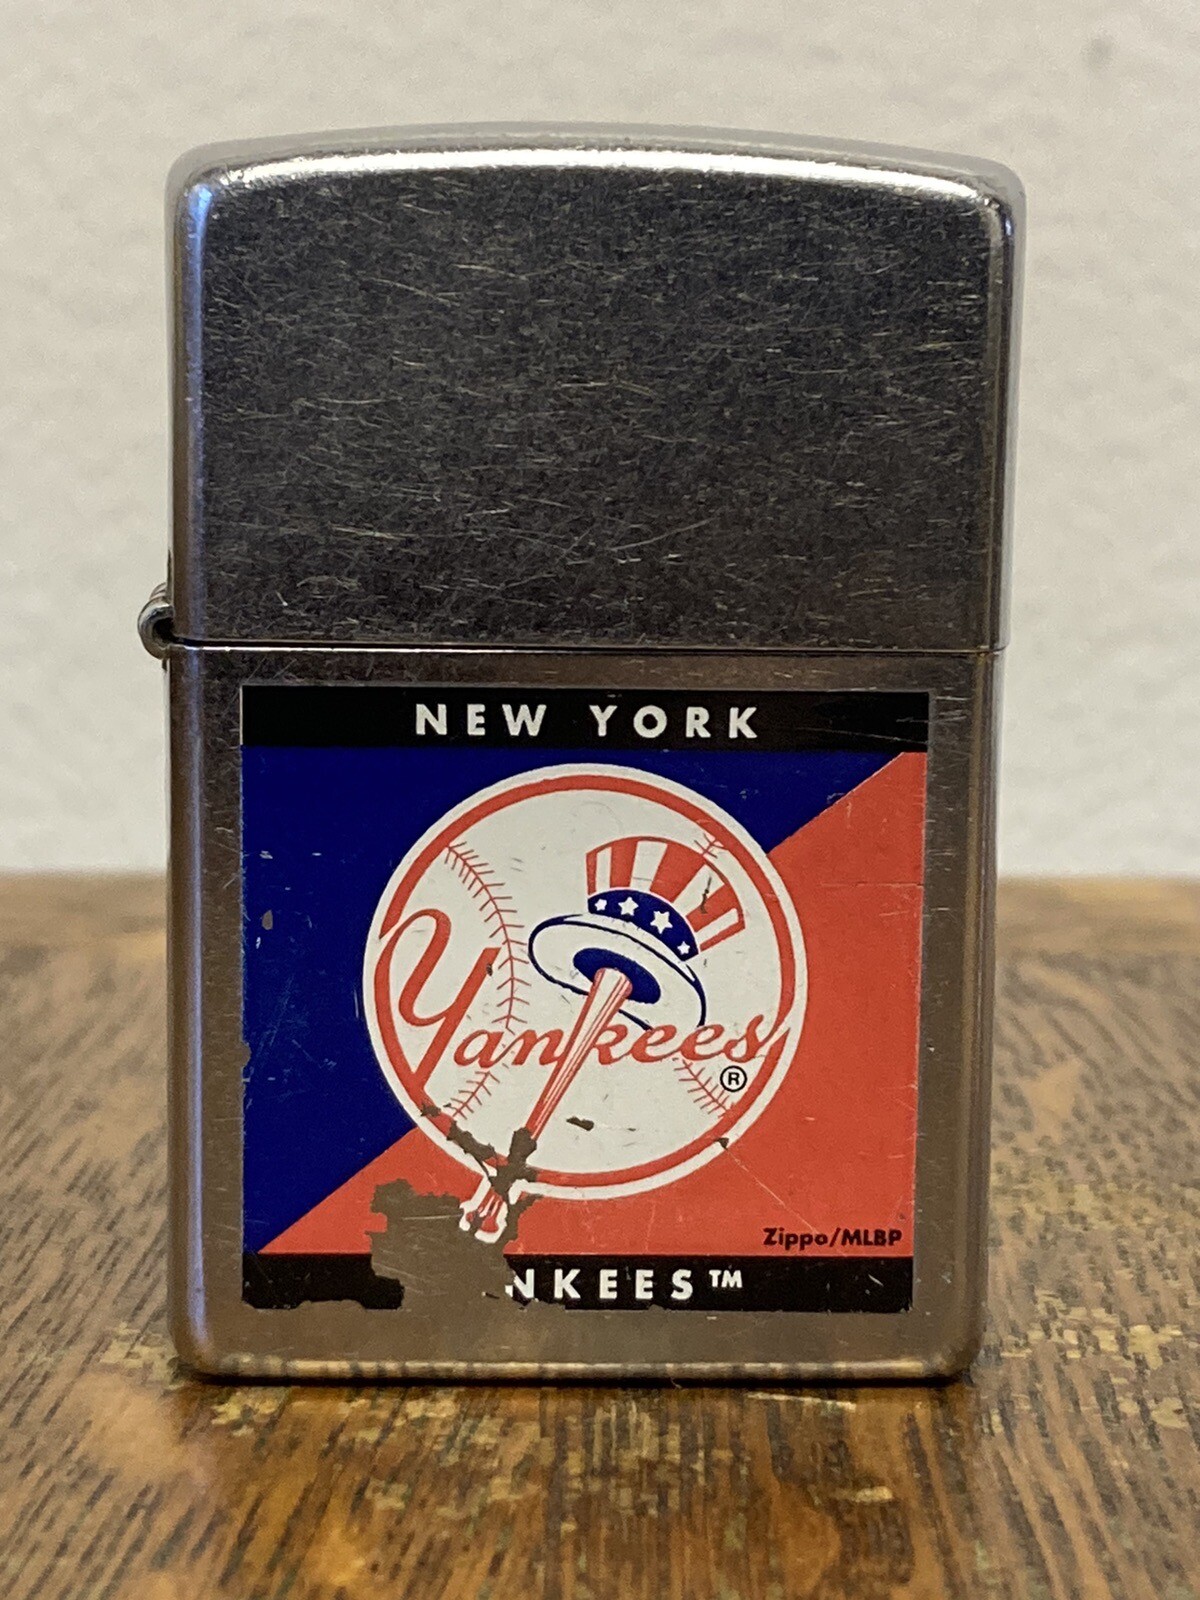 NEW YORK
Yankees
®
Zippo/MLBP
NKEES™